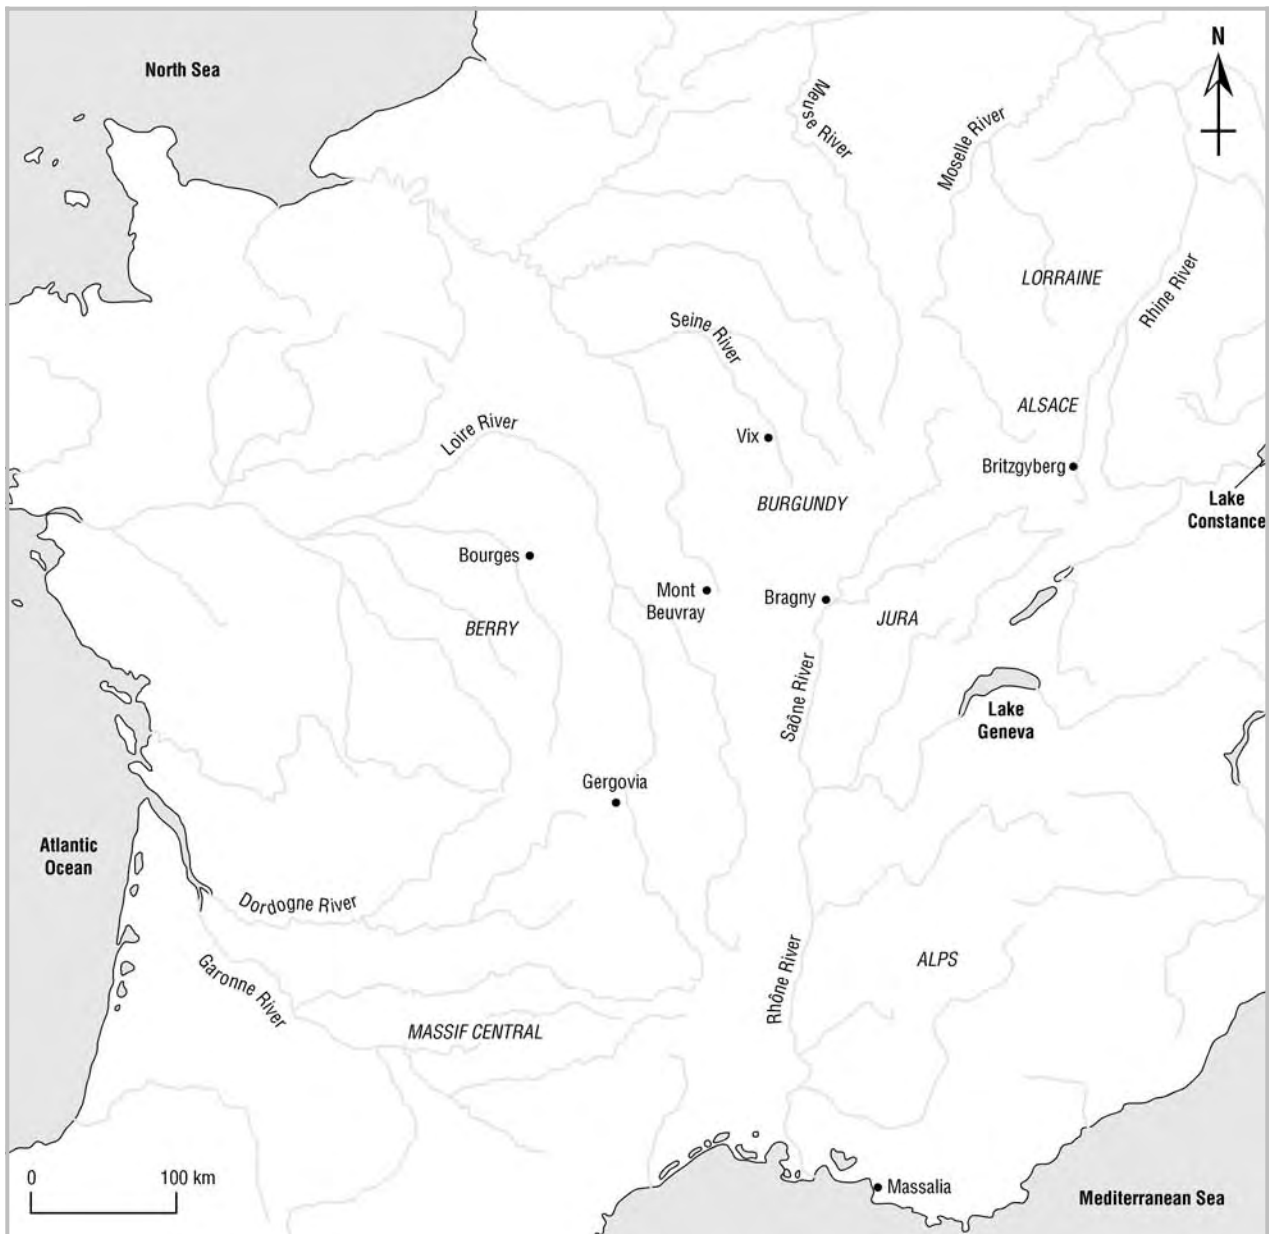 North Sea
N
Meuse River
Moselle River
LORRAINE
Rhine River
Seine River
ALSACE
Loire River
Vix
Britzgyberg
BURGUNDY
Lake
Constance
Bourges
Mont
Beuvray
Bragny
BERRY
JURA
Saône River
Lake
Geneva
Gergovia
Atlantic
Ocean
Dordogne River
Garonne River
Rhône River
ALPS
MASSIF CENTRAL
0
100 km
Massalia
Mediterranean Sea